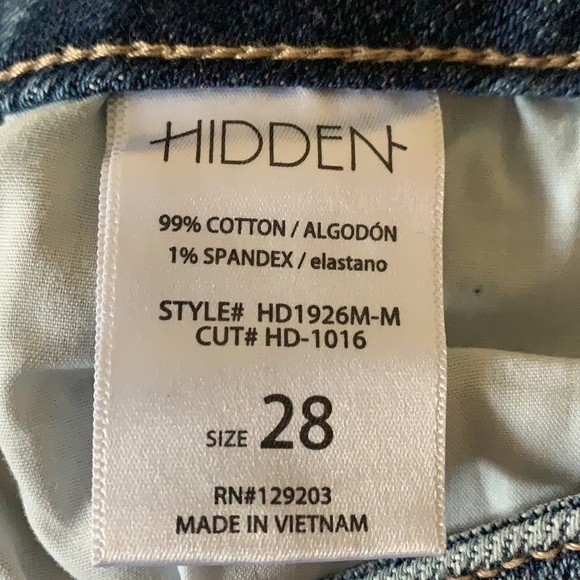 HIDDEN
99% COTTON / ALGODÓN
1% SPANDEX / elastano
STYLE# HD1926M-M
CUT# HD-1016
SIZE 28
RN#129203
MADE IN VIETNAM